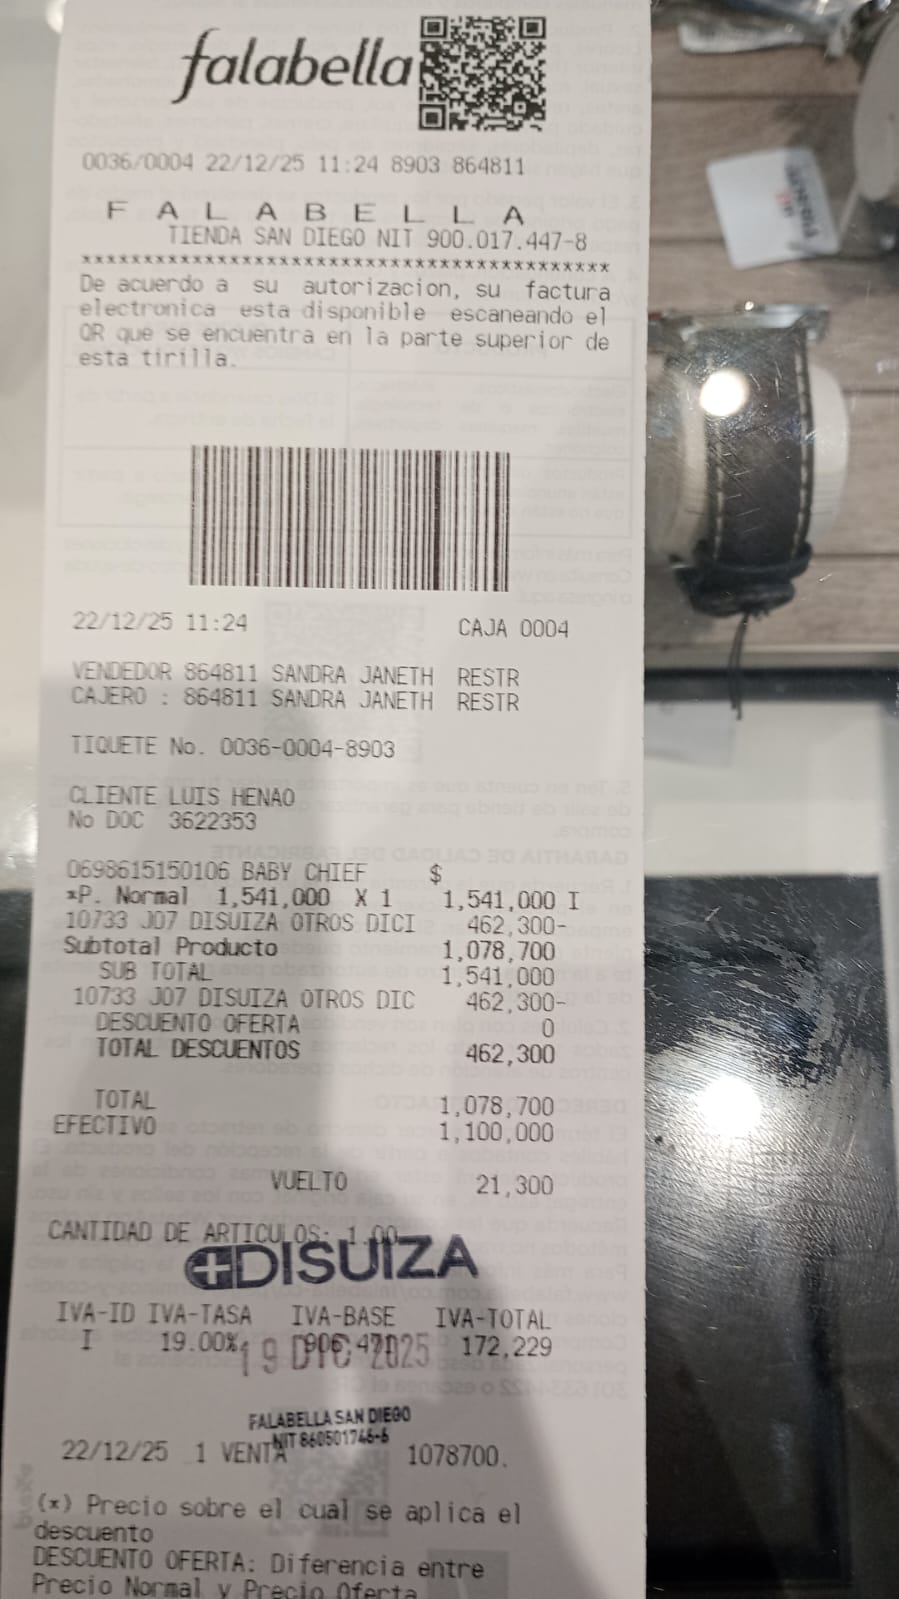 falabella
0036/0004 22/12/25 11:24 8903 864811
F A L A B E L L A
TIENDA SAN DIEGO NIT 900.017.447-8
******************************************
De acuerdo a su autorizacion, su factura
electronica esta disponible escaneando el
QR que se encuentra en la parte superior de
esta tirilla.
22/12/25 11:24 CAJA 0004
VENDEDOR 864811 SANDRA JANETH RESTR
CAJERO : 864811 SANDRA JANETH RESTR
TIQUETE No. 0036-0004-8903
CLIENTE LUIS HENAO
No DOC 3622353
0698615150106 BABY CHIEF $
*P. Normal 1,541,000 X 1 1,541,000 I
10733 J07 DISUIZA OTROS DICI 462,300-
Subtotal Producto 1,078,700
SUB TOTAL 1,541,000
10733 J07 DISUIZA OTROS DIC 462,300-
DESCUENTO OFERTA 0
TOTAL DESCUENTOS 462,300
TOTAL 1,078,700
EFECTIVO 1,100,000
VUELTO 21,300
CANTIDAD DE ARTICULOS: 1.00
DISUIZA
IVA-ID IVA-TASA IVA-BASE IVA-TOTAL
I 19.00% 172,229
19 DIC 2025
FALABELLA SAN DIEGO
NIT 860501746-6
22/12/25 1 VENTA 1078700.
(*) Precio sobre el cual se aplica el
descuento
DESCUENTO OFERTA: Diferencia entre
Precio Normal y Precio Oferta